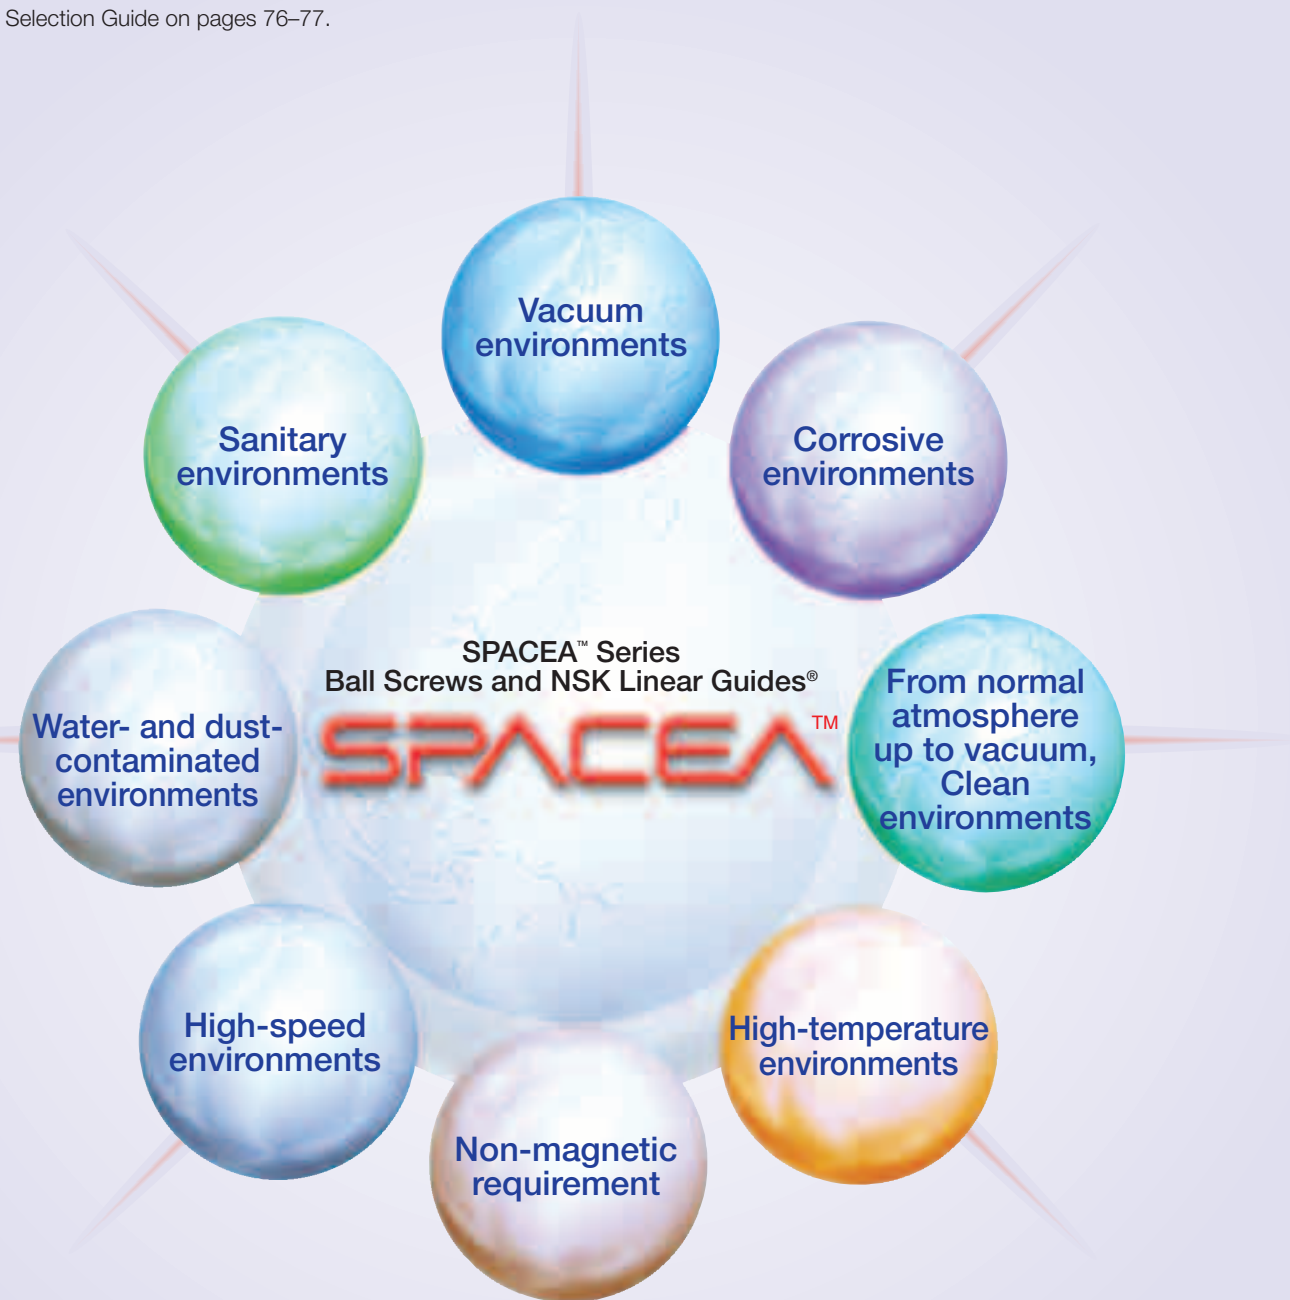 Selection Guide on pages 76–77.
Vacuum
environments
Sanitary
environments
Corrosive
environments
SPACEA™ Series
Ball Screws and NSK Linear Guides®
SPACEA™
From normal
atmosphere
up to vacuum,
Clean
environments
Water- and dust-
contaminated
environments
High-speed
environments
High-temperature
environments
Non-magnetic
requirement